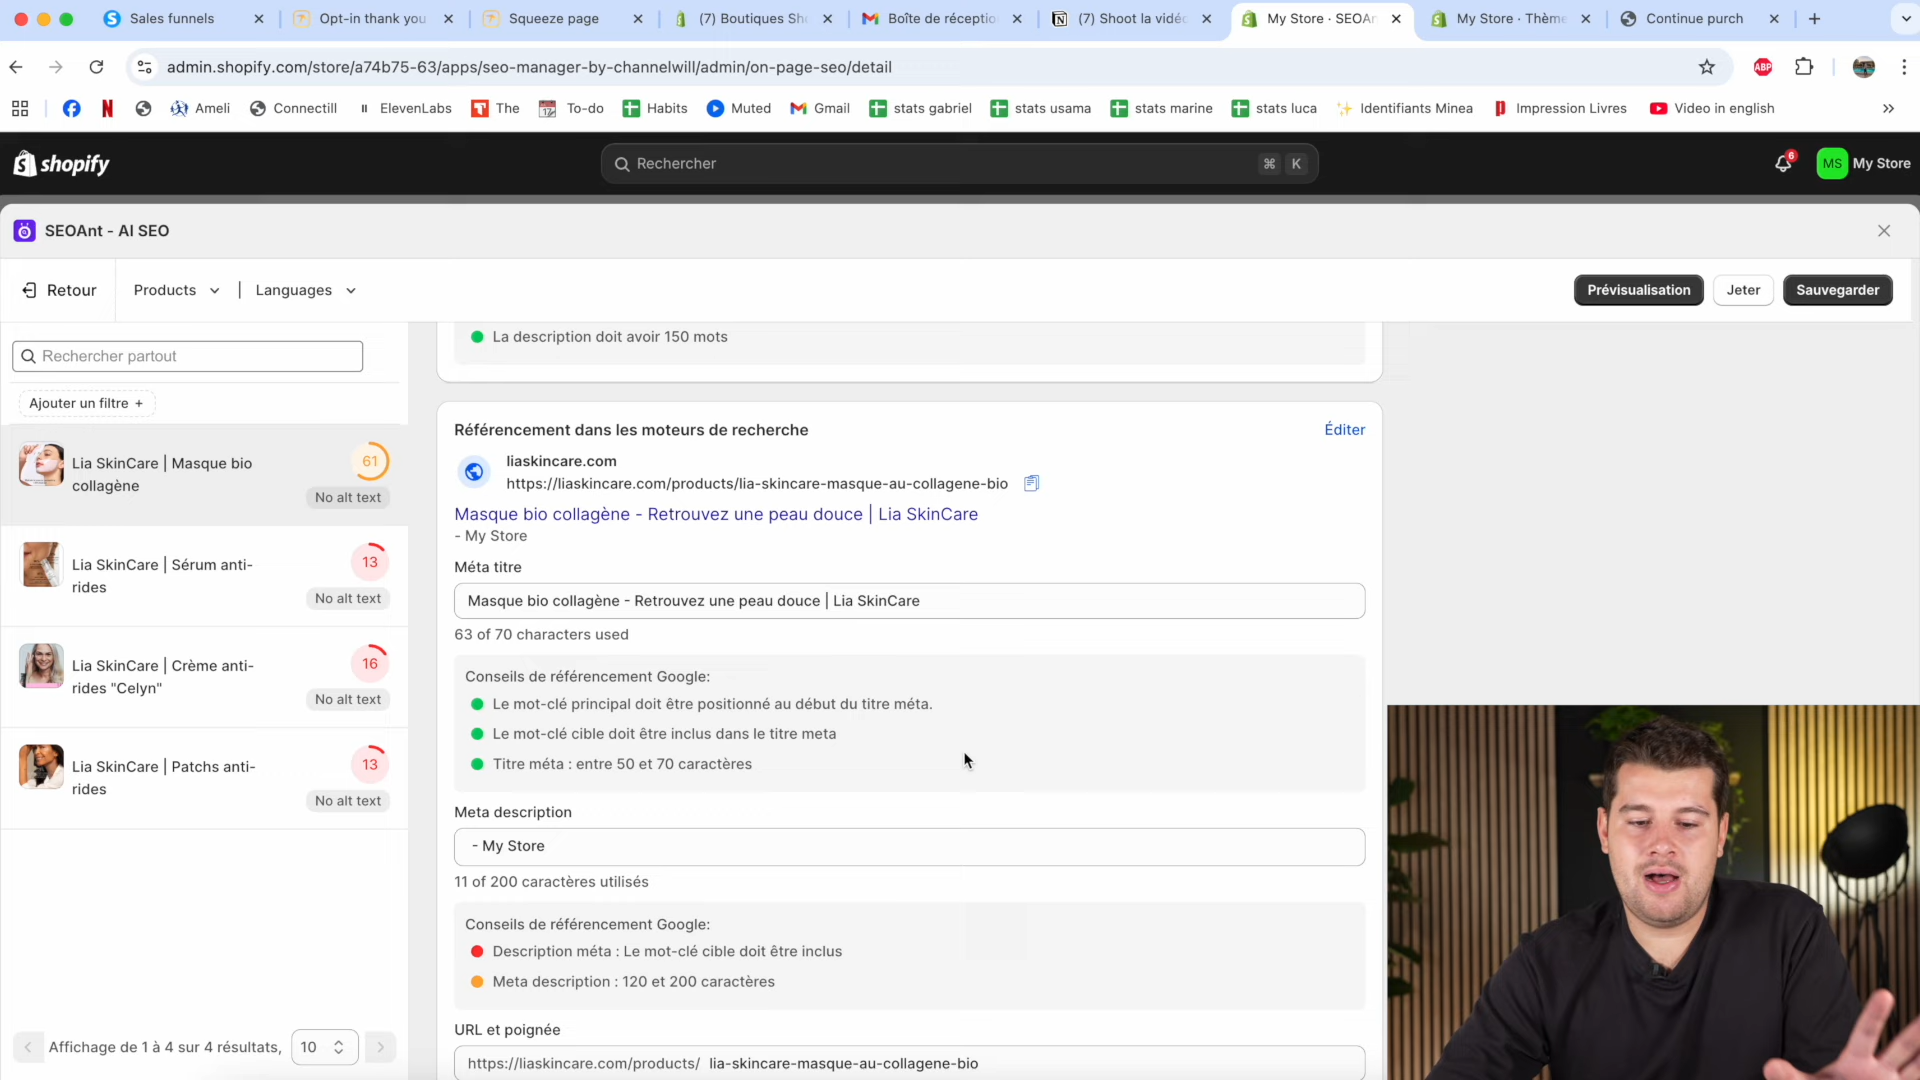 Sales funnels
Opt-in thank you
Squeeze page
(7) Boutiques Sh
Boîte de réceptio
(7) Shoot la vidé
My Store · SEOAn
My Store · Thème
Continue purch
admin.shopify.com/store/a74b75-63/apps/seo-manager-by-channelwill/admin/on-page-seo/detail
ABP
Ameli
Connectill
ElevenLabs
The
To-do
Habits
Muted
Gmail
stats gabriel
stats usama
stats marine
stats luca
Identifiants Minea
Impression Livres
Video in english
shopify
Rechercher
⌘ K
6
MS
My Store
SEOAnt - AI SEO
Retour
Products
Languages
Prévisualisation
Jeter
Sauvegarder
Rechercher partout
Ajouter un filtre +
Lia SkinCare | Masque bio
collagène
61
No alt text
Lia SkinCare | Sérum anti-
rides
13
No alt text
Lia SkinCare | Crème anti-
rides "Celyn"
16
No alt text
Lia SkinCare | Patchs anti-
rides
13
No alt text
Affichage de 1 à 4 sur 4 résultats,
10
La description doit avoir 150 mots
Référencement dans les moteurs de recherche
Éditer
liaskincare.com
https://liaskincare.com/products/lia-skincare-masque-au-collagene-bio
Masque bio collagène - Retrouvez une peau douce | Lia SkinCare
- My Store
Méta titre
Masque bio collagène - Retrouvez une peau douce | Lia SkinCare
63 of 70 characters used
Conseils de référencement Google:
Le mot-clé principal doit être positionné au début du titre méta.
Le mot-clé cible doit être inclus dans le titre meta
Titre méta : entre 50 et 70 caractères
Meta description
- My Store
11 of 200 caractères utilisés
Conseils de référencement Google:
Description méta : Le mot-clé cible doit être inclus
Meta description : 120 et 200 caractères
URL et poignée
https://liaskincare.com/products/ lia-skincare-masque-au-collagene-bio